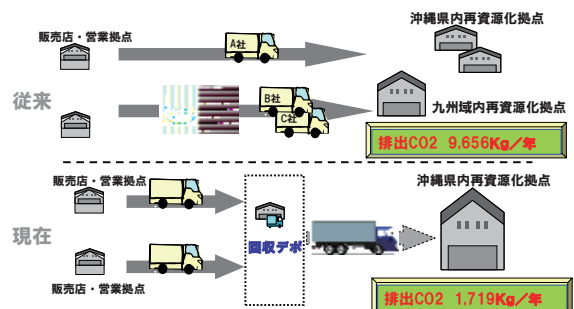 沖縄県内再資源化拠点
販売店・営業拠点
A社
従来
B社
C社
九州域内再資源化拠点
排出CO2 9,656Kg／年
販売店・営業拠点
沖縄県内再資源化拠点
現在
回収デポ
販売店・営業拠点
排出CO2 1,719Kg／年